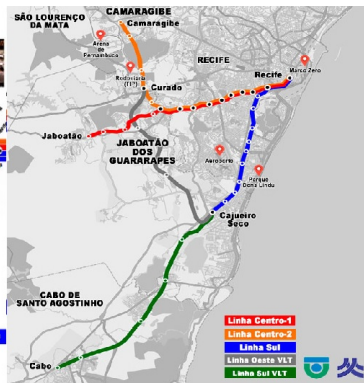 SÃO LOURENÇO
DA MATA
CAMARAGIBE
Camaragibe
Arena
de
Pernambuco
RECIFE
Rodoviária
(TIP)
Marco Zero
Recife
Curado
Jaboatão
JABOATÃO
DOS
GUARARAPES
Aeroporto
Parque
Dona Lindu
Cajueiro
Seco
CABO DE
SANTO AGOSTINHO
Cabo
Linha Centro-1
Linha Centro-2
Linha Sul
Linha Oeste VLT
Linha Sul VLT